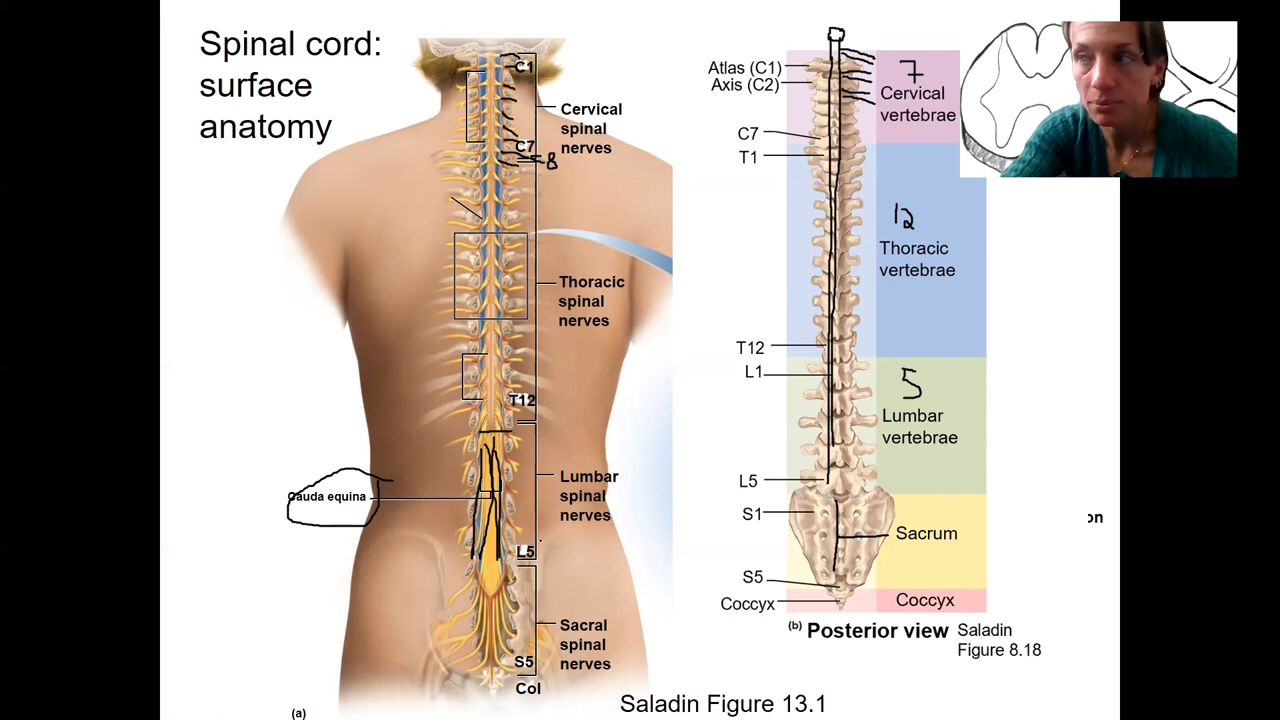 Spinal cord:
surface
anatomy
C1
Cervical
spinal
nerves
C7
= 8
Thoracic
spinal
nerves
T12
Cauda equina
Lumbar
spinal
nerves
L5
Sacral
spinal
nerves
S5
Col
(a)
Saladin Figure 13.1
Atlas (C1)
Axis (C2)
C7
T1
T12
L1
L5
S1
S5
Coccyx
7
Cervical
vertebrae
12
Thoracic
vertebrae
5
Lumbar
vertebrae
Sacrum
Coccyx
on
(b) Posterior view
Saladin
Figure 8.18